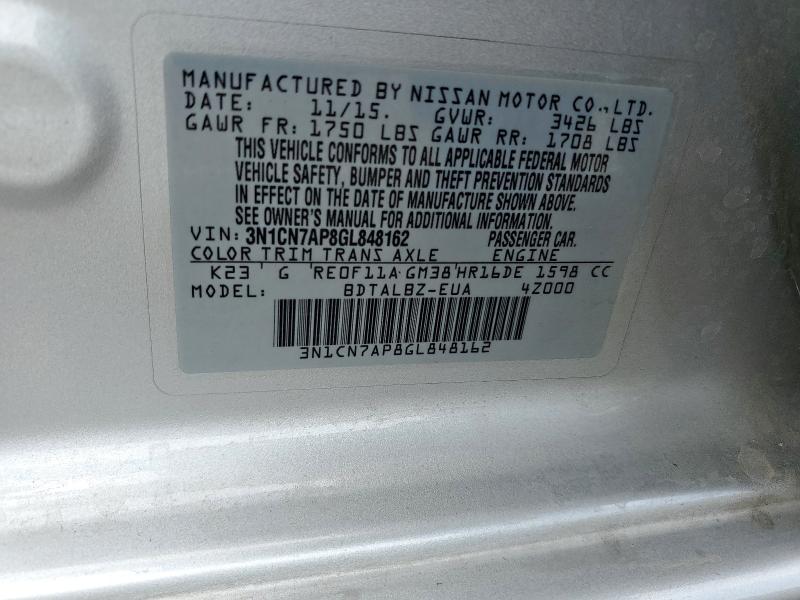 MANUFACTURED BY NISSAN MOTOR CO., LTD.
DATE: 11/15. GVWR: 3426 LBS
GAWR FR: 1750 LBS GAWR RR: 1708 LBS
THIS VEHICLE CONFORMS TO ALL APPLICABLE FEDERAL MOTOR
VEHICLE SAFETY, BUMPER AND THEFT PREVENTION STANDARDS
IN EFFECT ON THE DATE OF MANUFACTURE SHOWN ABOVE.
SEE OWNER'S MANUAL FOR ADDITIONAL INFORMATION.
VIN: 3N1CN7AP8GL848162 PASSENGER CAR.
COLOR TRIM TRANS AXLE ENGINE
K23 G RE0F11A GM38 HR16DE 1598 CC
MODEL: BDTALBZ-EUA 4Z000
3N1CN7AP8GL848162